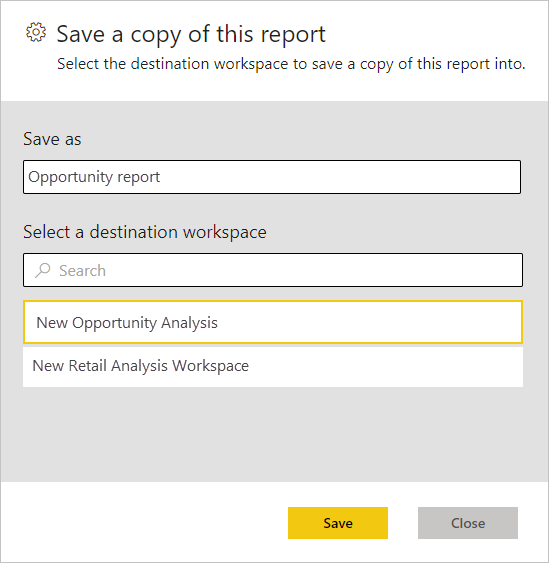 Save a copy of this report
Select the destination workspace to save a copy of this report into.
Save as
Opportunity report
Select a destination workspace
Search
New Opportunity Analysis
New Retail Analysis Workspace
Save
Close